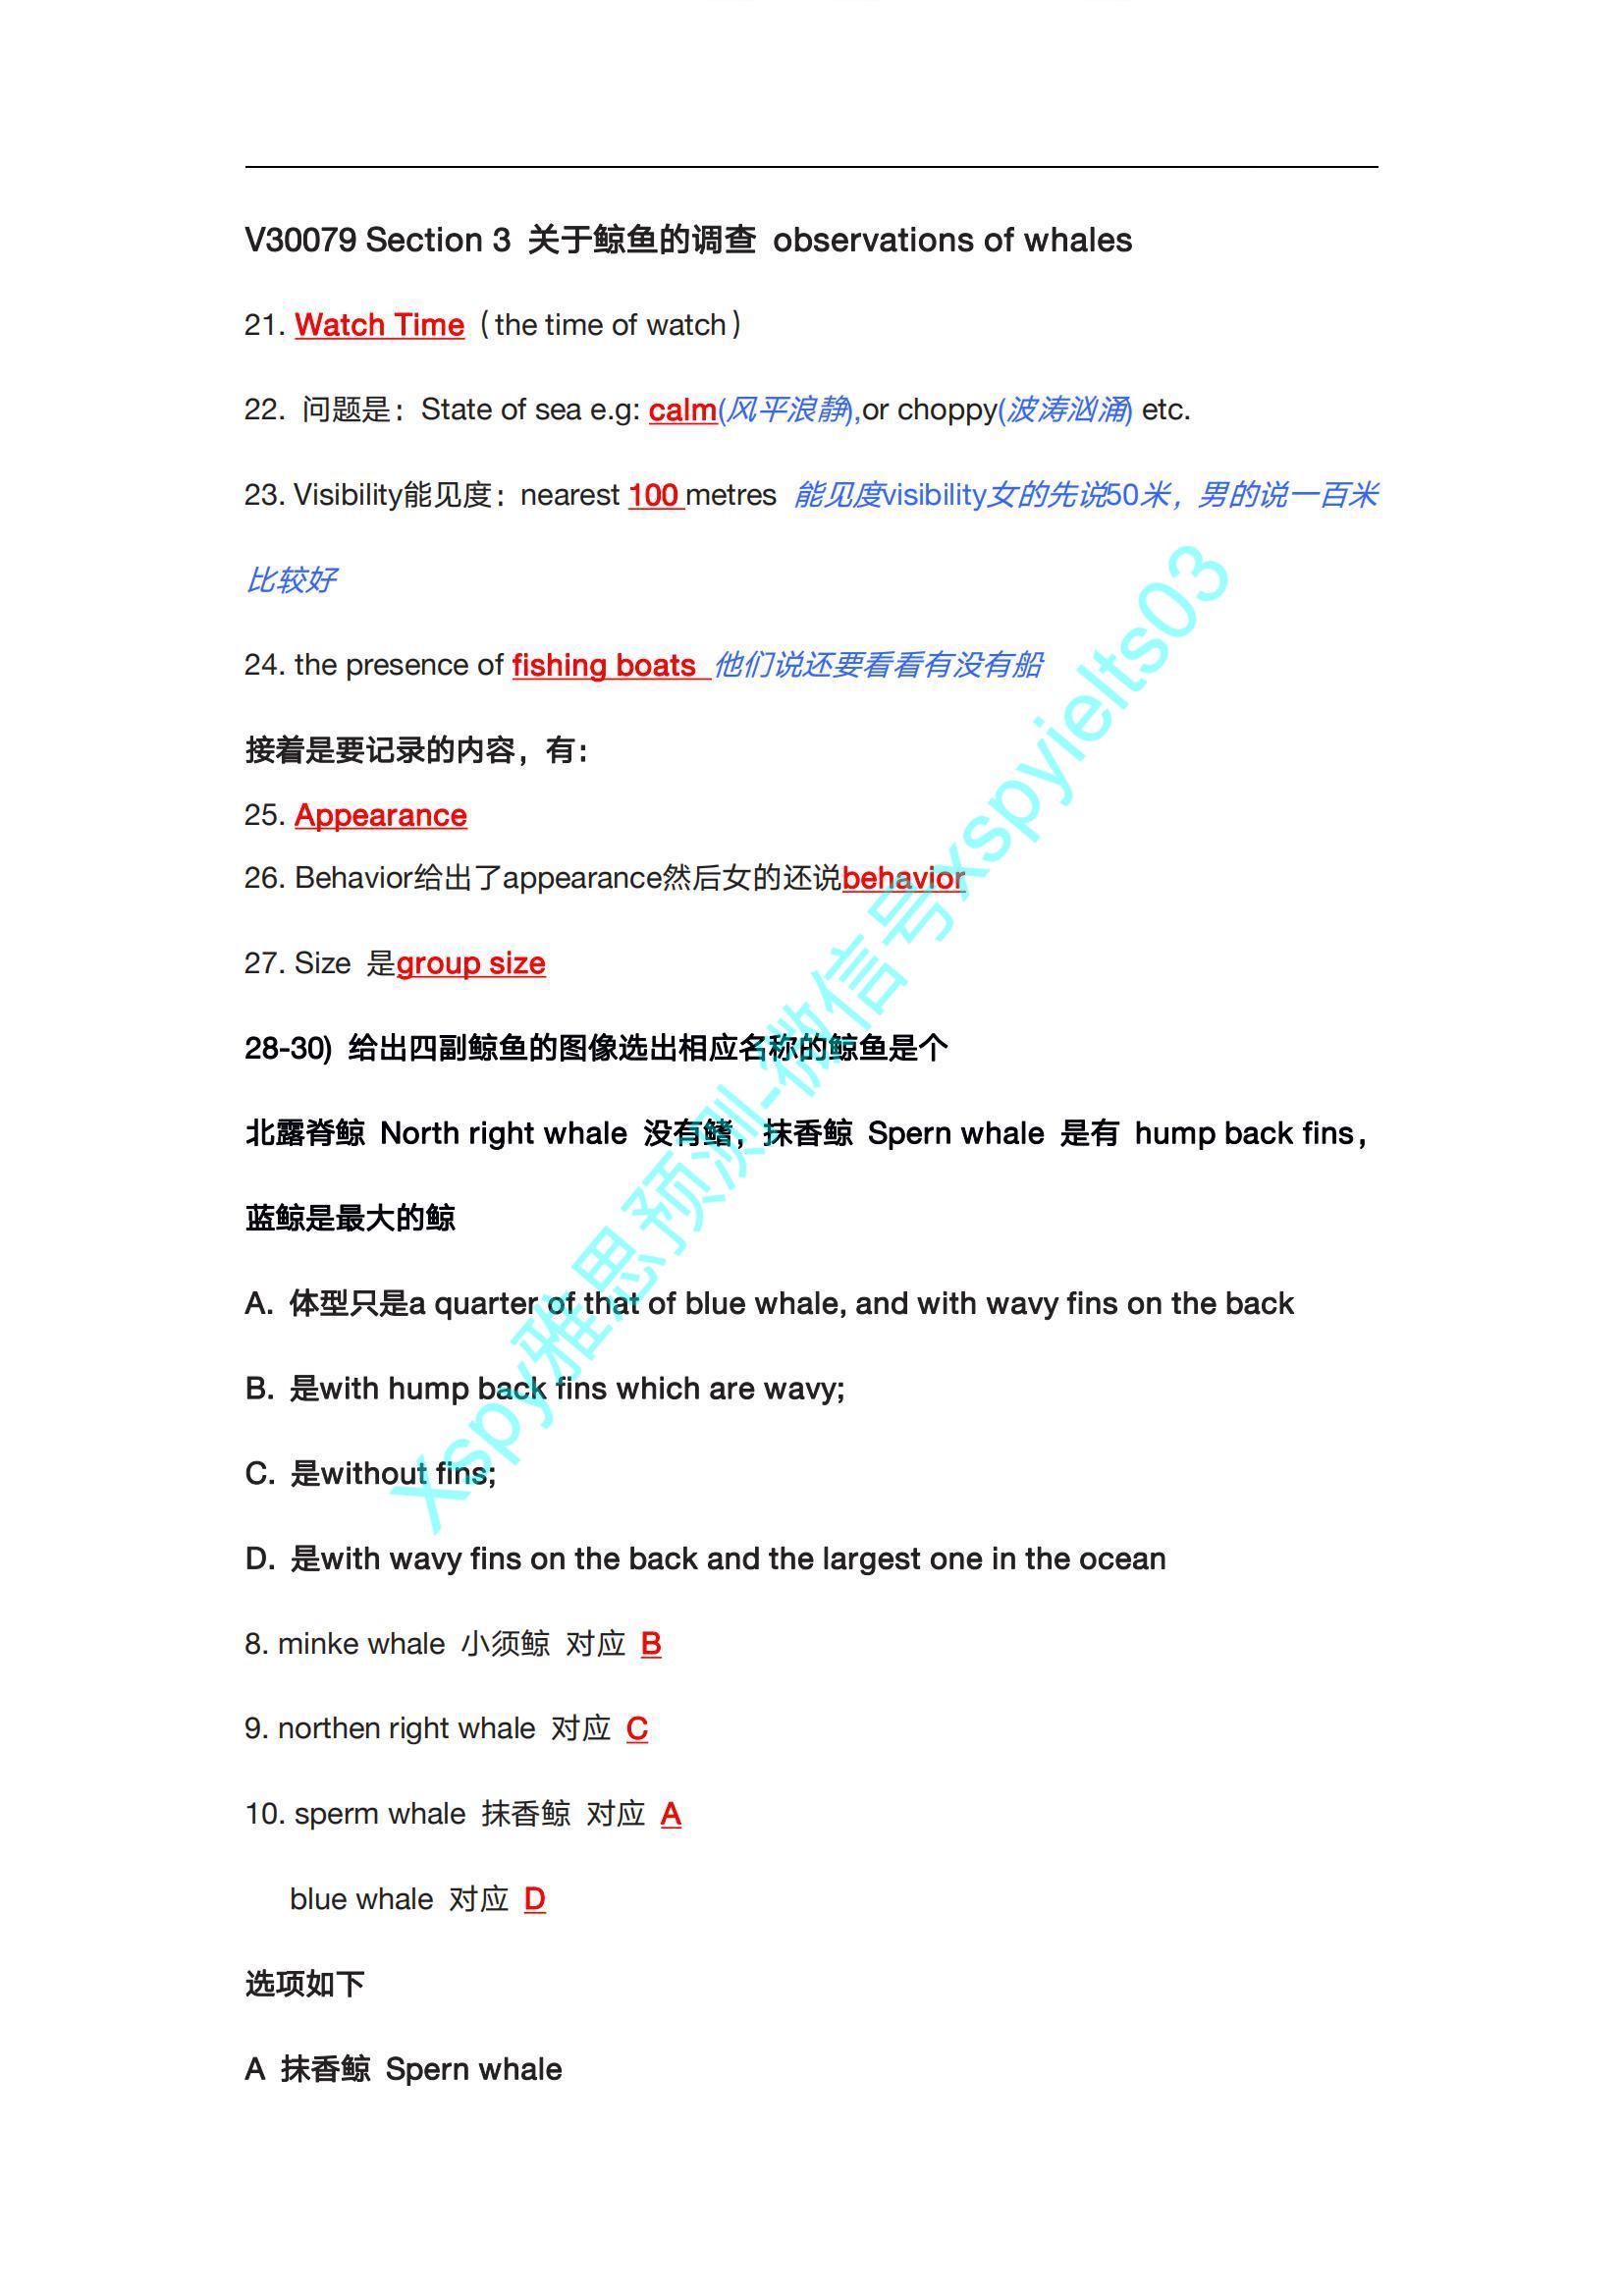 V30079 Section 3 关于鲸鱼的调查 observations of whales
21. Watch Time（the time of watch）
22. 问题是：State of sea e.g: calm(风平浪静),or choppy(波涛汹涌) etc.
23. Visibility能见度：nearest 100 metres 能见度visibility女的先说50米，男的说一百米
比较好
24. the presence of fishing boats 他们说还要看看有没有船
接着是要记录的内容，有：
25. Appearance
26. Behavior给出了appearance然后女的还说behavior
27. Size 是group size
28-30) 给出四副鲸鱼的图像选出相应名称的鲸鱼是个
北露脊鲸 North right whale 没有鳍，抹香鲸 Spern whale 是有 hump back fins，
蓝鲸是最大的鲸
A. 体型只是a quarter of that of blue whale, and with wavy fins on the back
B. 是with hump back fins which are wavy;
C. 是without fins;
D. 是with wavy fins on the back and the largest one in the ocean
8. minke whale 小须鲸 对应 B
9. northen right whale 对应 C
10. sperm whale 抹香鲸 对应 A
blue whale 对应 D
选项如下
A 抹香鲸 Spern whale
Xspy雅思预测-微信号xspyielts03